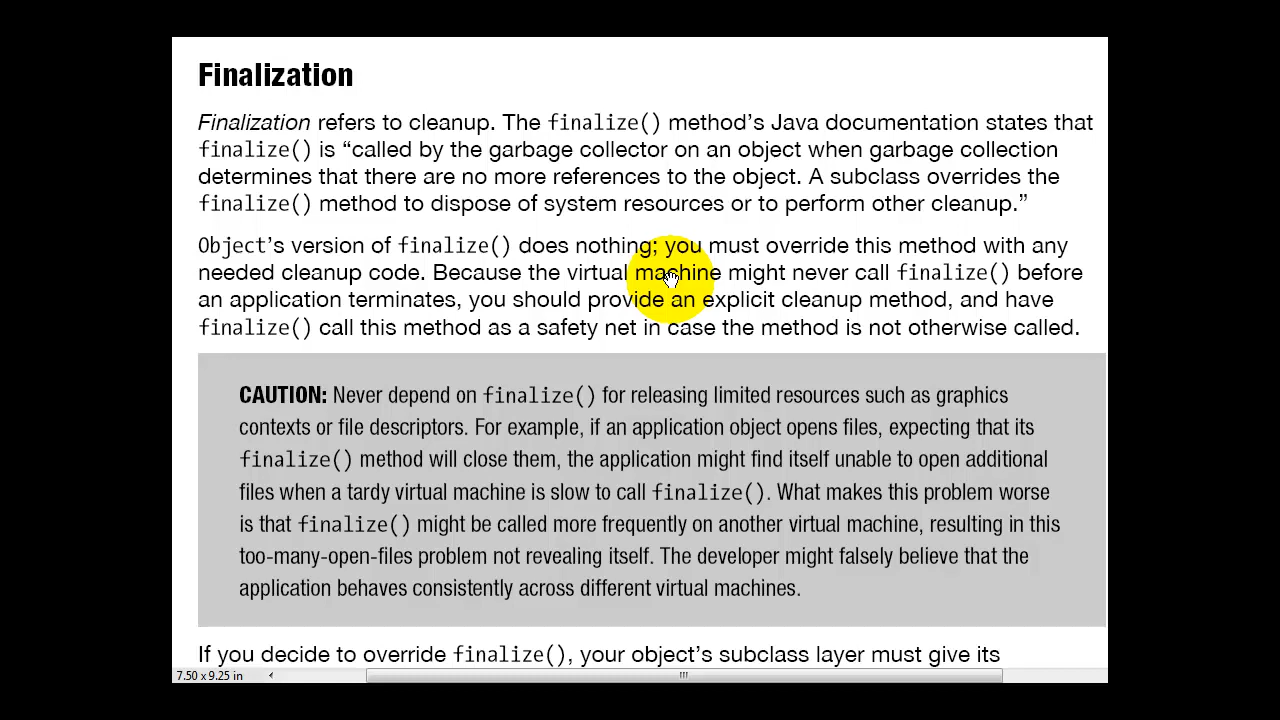 Finalization
Finalization refers to cleanup. The finalize() method’s Java documentation states that
finalize() is “called by the garbage collector on an object when garbage collection
determines that there are no more references to the object. A subclass overrides the
finalize() method to dispose of system resources or to perform other cleanup.”
Object’s version of finalize() does nothing; you must override this method with any
needed cleanup code. Because the virtual machine might never call finalize() before
an application terminates, you should provide an explicit cleanup method, and have
finalize() call this method as a safety net in case the method is not otherwise called.
CAUTION: Never depend on finalize() for releasing limited resources such as graphics
contexts or file descriptors. For example, if an application object opens files, expecting that its
finalize() method will close them, the application might find itself unable to open additional
files when a tardy virtual machine is slow to call finalize(). What makes this problem worse
is that finalize() might be called more frequently on another virtual machine, resulting in this
too-many-open-files problem not revealing itself. The developer might falsely believe that the
application behaves consistently across different virtual machines.
If you decide to override finalize(), your object’s subclass layer must give its
7.50 x 9.25 in